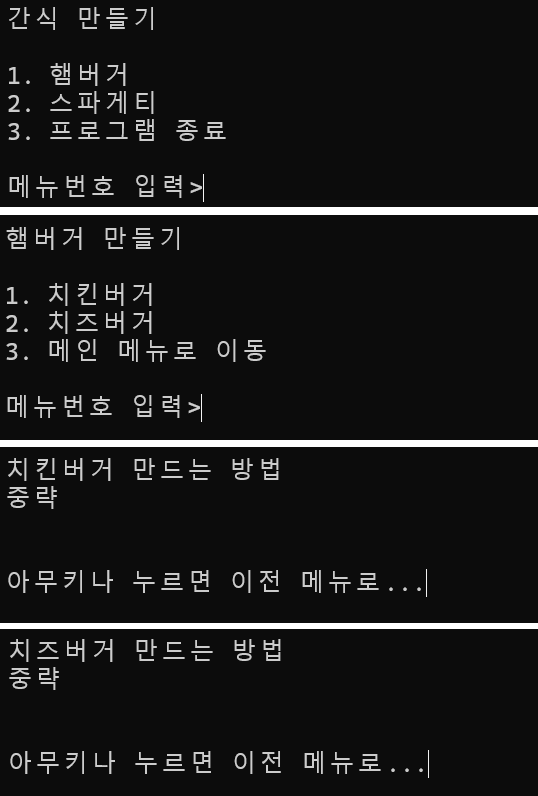 간식 만들기
1. 햄버거
2. 스파게티
3. 프로그램 종료
메뉴번호 입력>
햄버거 만들기
1. 치킨버거
2. 치즈버거
3. 메인 메뉴로 이동
메뉴번호 입력>
치킨버거 만드는 방법
중략
아무키나 누르면 이전 메뉴로...
치즈버거 만드는 방법
중략
아무키나 누르면 이전 메뉴로...